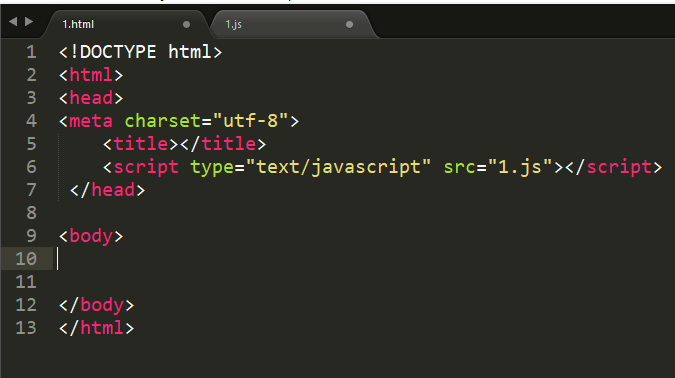 1.html 1.js
1 <!DOCTYPE html>
2 <html>
3 <head>
4 <meta charset="utf-8">
5 <title></title>
6 <script type="text/javascript" src="1.js"></script>
7 </head>
8
9 <body>
10
11
12 </body>
13 </html>